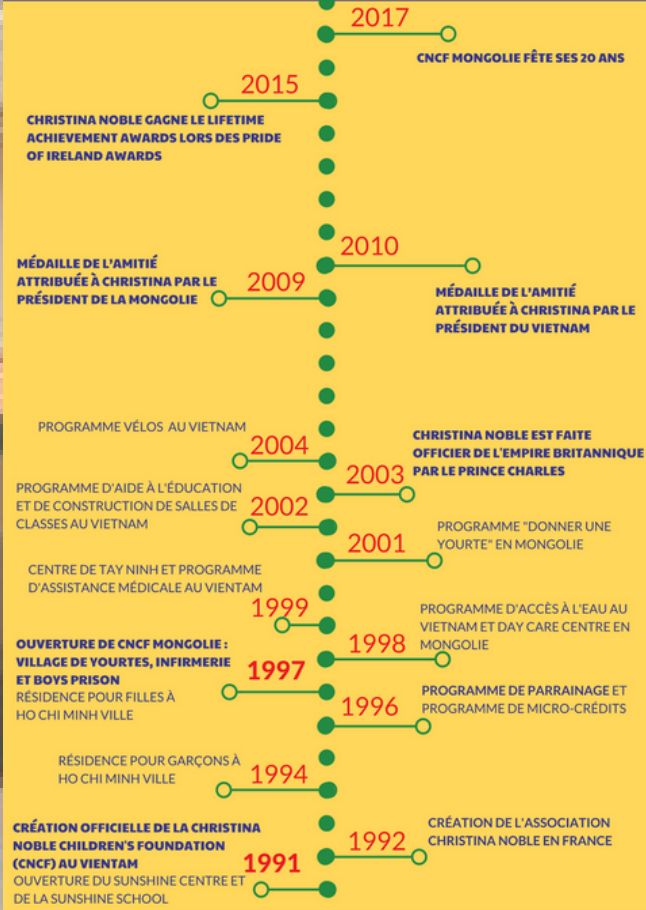 2017
CNCF MONGOLIE FÊTE SES 20 ANS
2015
CHRISTINA NOBLE GAGNE LE LIFETIME
ACHIEVEMENT AWARDS LORS DES PRIDE
OF IRELAND AWARDS
2010
MÉDAILLE DE L'AMITIÉ
ATTRIBUÉE À CHRISTINA PAR LE
PRÉSIDENT DU VIETNAM
MÉDAILLE DE L'AMITIÉ
ATTRIBUÉE À CHRISTINA PAR LE
PRÉSIDENT DE LA MONGOLIE
2009
PROGRAMME VÉLOS AU VIETNAM
2004
CHRISTINA NOBLE EST FAITE
OFFICIER DE L'EMPIRE BRITANNIQUE
PAR LE PRINCE CHARLES
2003
PROGRAMME D'AIDE À L'ÉDUCATION
ET DE CONSTRUCTION DE SALLES DE
CLASSES AU VIETNAM
2002
2001
PROGRAMME "DONNER UNE
YOURTE" EN MONGOLIE
CENTRE DE TAY NINH ET PROGRAMME
D'ASSISTANCE MÉDICALE AU VIENTAM
1999
PROGRAMME D'ACCÈS À L'EAU AU
VIETNAM ET DAY CARE CENTRE EN
MONGOLIE
1998
OUVERTURE DE CNCF MONGOLIE :
VILLAGE DE YOURTES, INFIRMERIE
ET BOYS PRISON
RÉSIDENCE POUR FILLES À
HO CHI MINH VILLE
1997
1996
PROGRAMME DE PARRAINAGE ET
PROGRAMME DE MICRO-CRÉDITS
RÉSIDENCE POUR GARÇONS À
HO CHI MINH VILLE
1994
1992
CRÉATION DE L'ASSOCIATION
CHRISTINA NOBLE EN FRANCE
CRÉATION OFFICIELLE DE LA CHRISTINA
NOBLE CHILDREN'S FOUNDATION
(CNCF) AU VIENTAM
OUVERTURE DU SUNSHINE CENTRE ET
DE LA SUNSHINE SCHOOL
1991